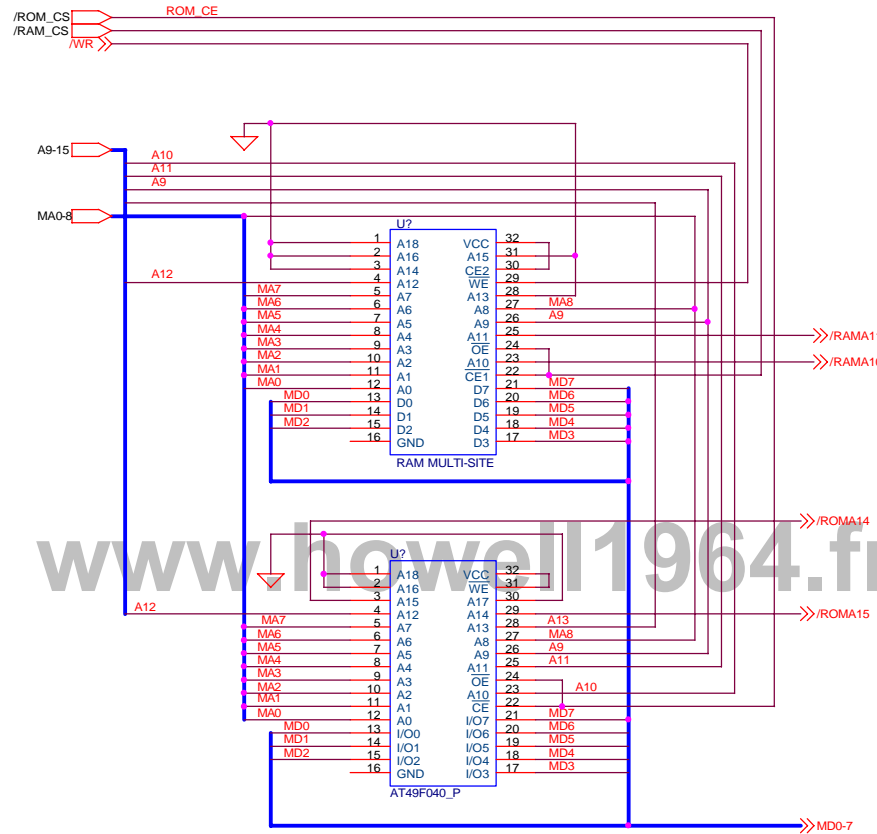 /ROM_CS ROM_CE
/RAM_CS
/WR
A9-15
A10
A11
A9
MA0-8
U?
1 A18 VCC 32
2 A16 A15 31
3 A14 CE2 30
A12 4 A12 WE 29
MA7 5 A7 A13 28
MA6 6 A6 A8 27 MA8
MA5 7 A5 A9 26 A9
MA4 8 A4 A11 25 /RAMA1
MA3 9 A3 OE 24
MA2 10 A2 A10 23 /RAMA10
MA1 11 A1 CE1 22
MA0 12 A0 D7 21 MD7
MD0 13 D0 D6 20 MD6
MD1 14 D1 D5 19 MD5
MD2 15 D2 D4 18 MD4
16 GND D3 17 MD3
RAM MULTI-SITE
/ROMA14
www.howell1964.fr
U?
1 A18 VCC 32
2 A16 WE 31
3 A15 A17 30
A12 4 A12 A14 29 /ROMA15
MA7 5 A7 A13 28 A13
MA6 6 A6 A8 27 MA8
MA5 7 A5 A9 26 A9
MA4 8 A4 A11 25 A11
MA3 9 A3 OE 24
MA2 10 A2 A10 23 A10
MA1 11 A1 CE 22
MA0 12 A0 I/O7 21 MD7
MD0 13 I/O0 I/O6 20 MD6
MD1 14 I/O1 I/O5 19 MD5
MD2 15 I/O2 I/O4 18 MD4
16 GND I/O3 17 MD3
AT49F040_P
MD0-7